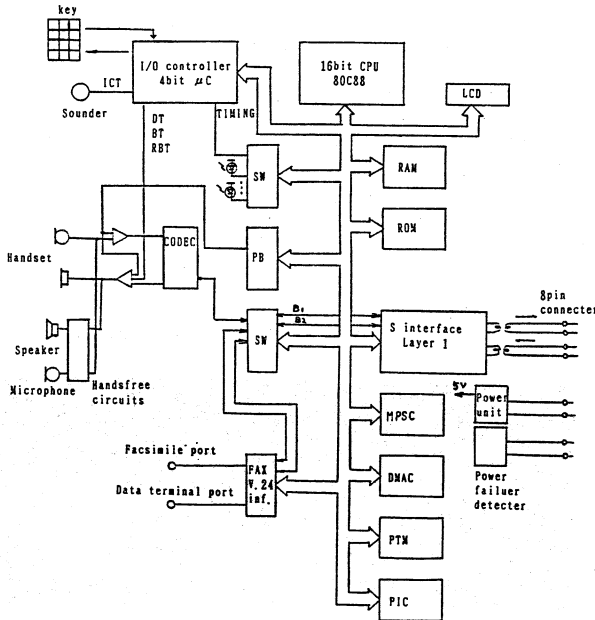 key
I/O controller
4bit μC
16bit CPU
80C88
LCD
ICT
Sounder
DT
BT
RBT
TIMING
SW
RAM
ROM
CODEC
PB
Handset
8pin
connecter
B1
B2
SW
S interface
Layer 1
Speaker
Microphone
Handsfree
circuits
5V
Power
unit
MPSC
Facsimile port
FAX
V.24
inf.
Data terminal port
DMAC
Power
failuer
detecter
PTM
PIC